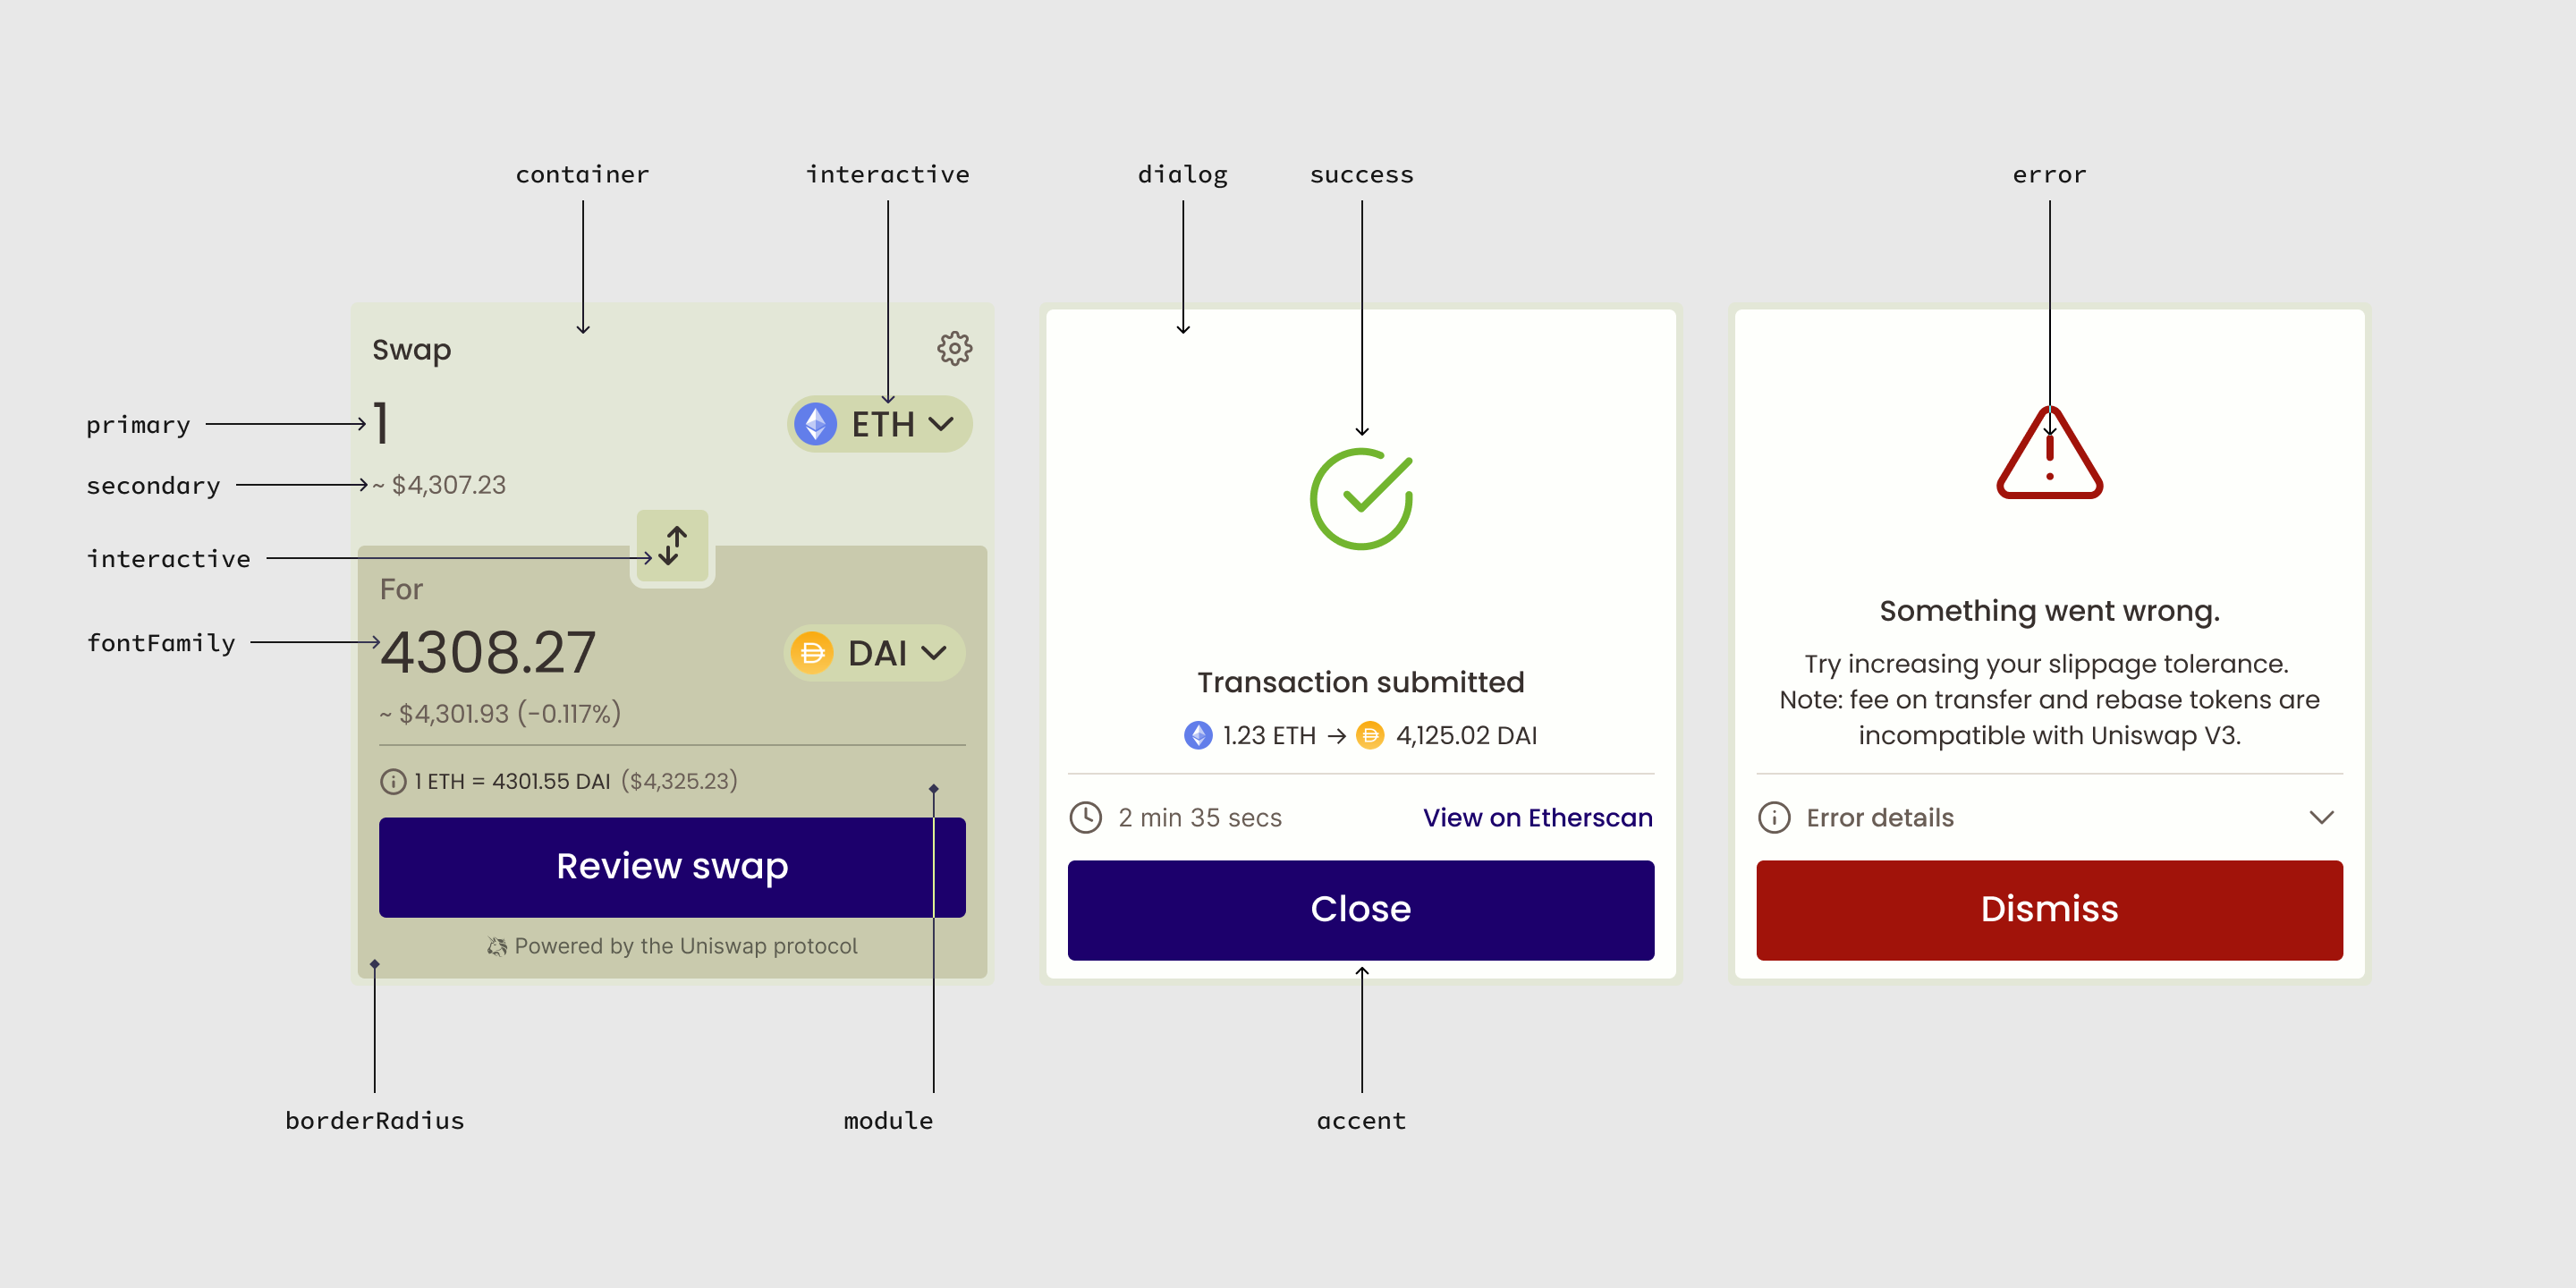 container
interactive
dialog
success
error
Swap
primary
1
ETH
secondary
~ $4,307.23
interactive
For
fontFamily
4308.27
DAI
~ $4,301.93 (-0.117%)
1 ETH = 4301.55 DAI ($4,325.23)
Review swap
Powered by the Uniswap protocol
borderRadius
module
Transaction submitted
1.23 ETH → 4,125.02 DAI
2 min 35 secs
View on Etherscan
Close
accent
Something went wrong.
Try increasing your slippage tolerance.
Note: fee on transfer and rebase tokens are
incompatible with Uniswap V3.
Error details
Dismiss